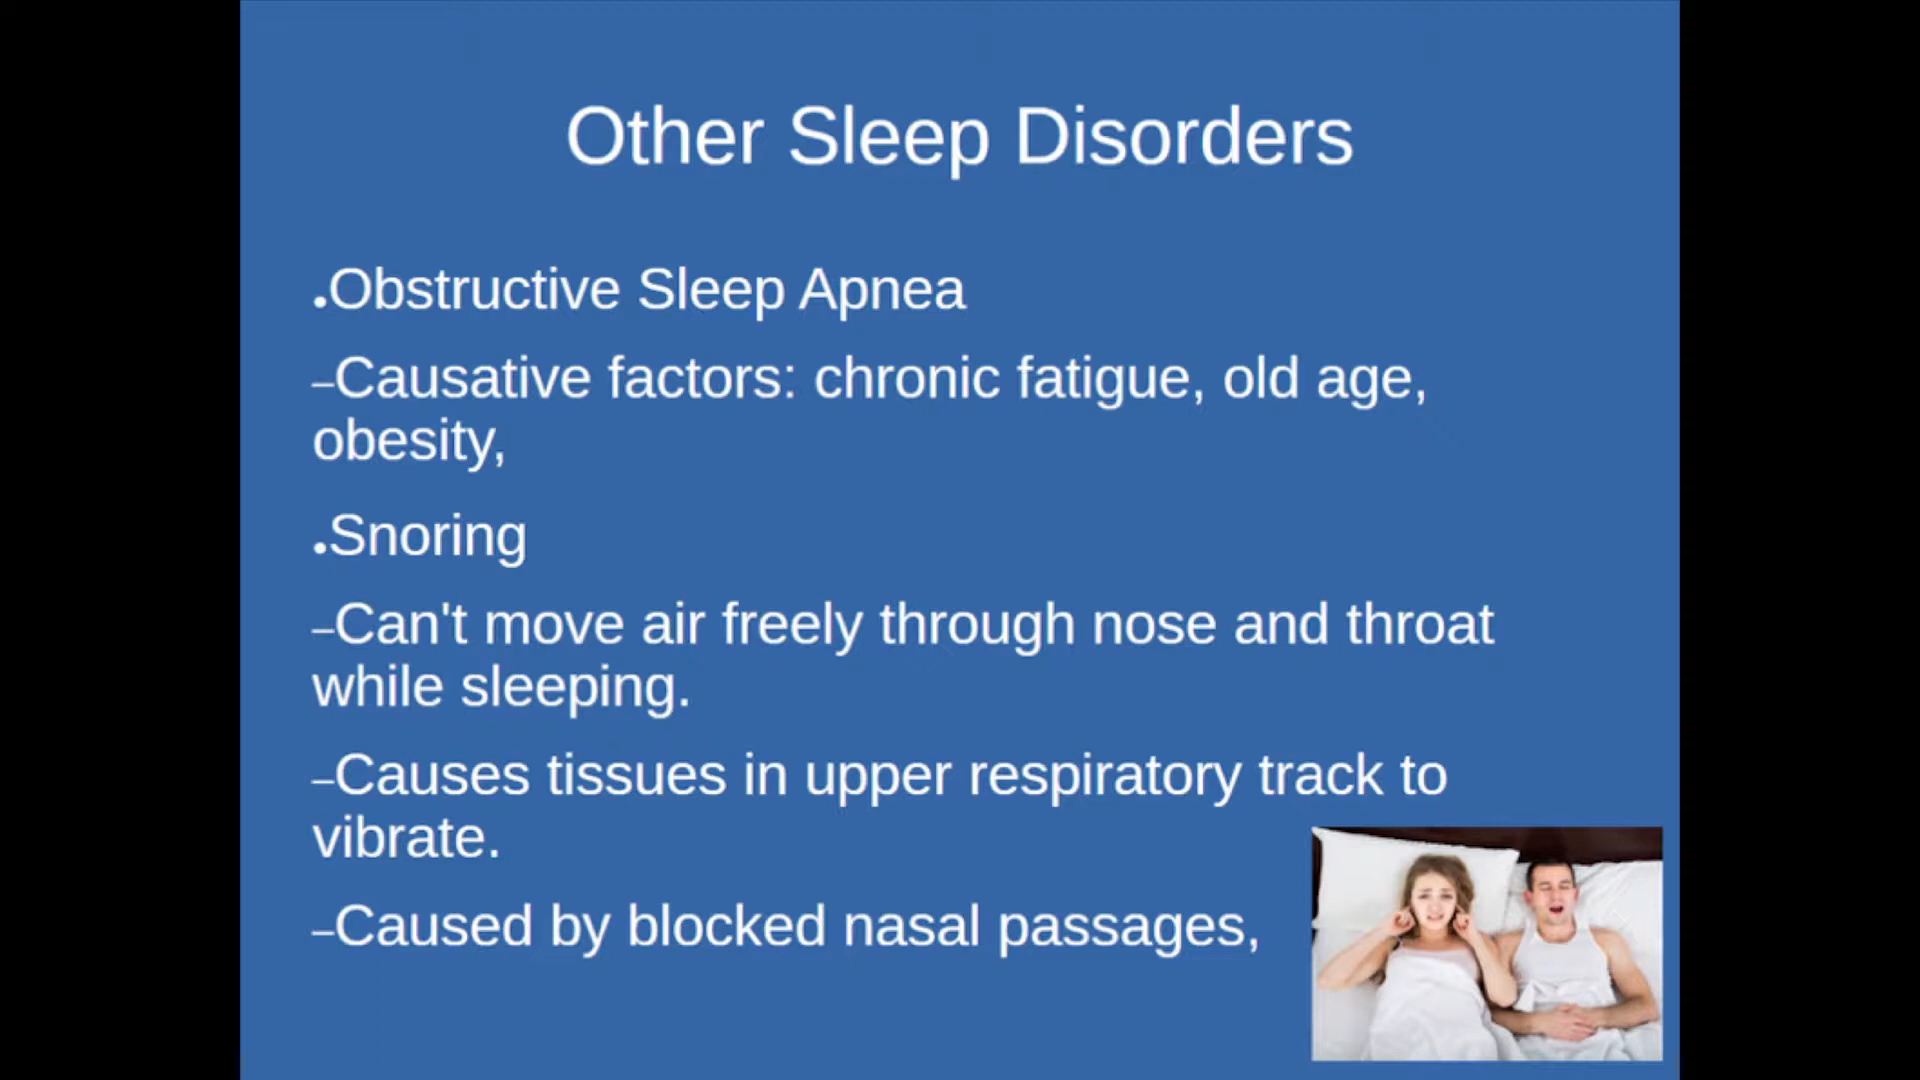 Other Sleep Disorders
●Obstructive Sleep Apnea
–Causative factors: chronic fatigue, old age,
obesity,
●Snoring
–Can't move air freely through nose and throat
while sleeping.
–Causes tissues in upper respiratory track to
vibrate.
–Caused by blocked nasal passages,